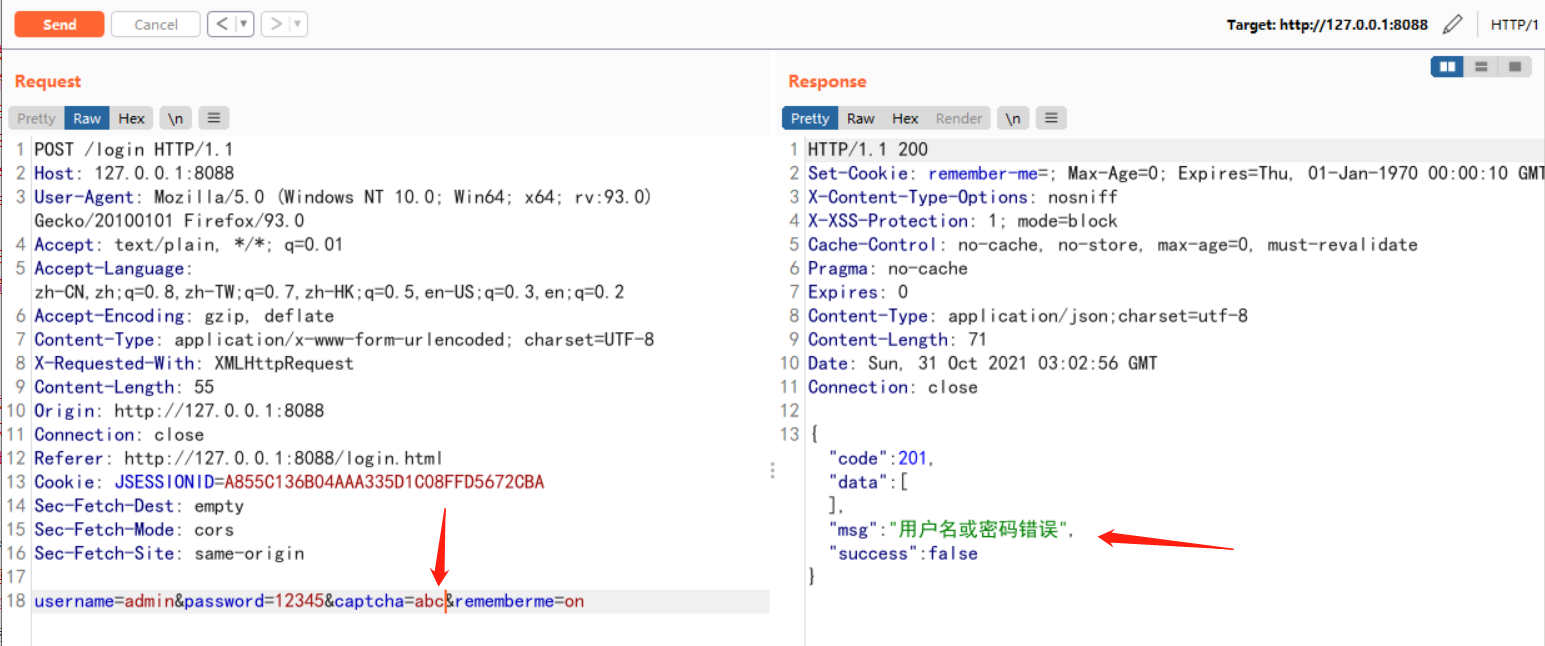 Send Cancel < > Target: http://127.0.0.1:8088 HTTP/1
Request
Pretty Raw Hex \n
1 POST /login HTTP/1.1
2 Host: 127.0.0.1:8088
3 User-Agent: Mozilla/5.0 (Windows NT 10.0; Win64; x64; rv:93.0)
Gecko/20100101 Firefox/93.0
4 Accept: text/plain, */*; q=0.01
5 Accept-Language:
zh-CN,zh;q=0.8,zh-TW;q=0.7,zh-HK;q=0.5,en-US;q=0.3,en;q=0.2
6 Accept-Encoding: gzip, deflate
7 Content-Type: application/x-www-form-urlencoded; charset=UTF-8
8 X-Requested-With: XMLHttpRequest
9 Content-Length: 55
10 Origin: http://127.0.0.1:8088
11 Connection: close
12 Referer: http://127.0.0.1:8088/login.html
13 Cookie: JSESSIONID=A855C136B04AAA335D1C08FFD5672CBA
14 Sec-Fetch-Dest: empty
15 Sec-Fetch-Mode: cors
16 Sec-Fetch-Site: same-origin
17
18 username=admin&password=12345&captcha=abc&rememberme=on
Response
Pretty Raw Hex Render \n
1 HTTP/1.1 200
2 Set-Cookie: remember-me=; Max-Age=0; Expires=Thu, 01-Jan-1970 00:00:10 GMT
3 X-Content-Type-Options: nosniff
4 X-XSS-Protection: 1; mode=block
5 Cache-Control: no-cache, no-store, max-age=0, must-revalidate
6 Pragma: no-cache
7 Expires: 0
8 Content-Type: application/json;charset=utf-8
9 Content-Length: 71
10 Date: Sun, 31 Oct 2021 03:02:56 GMT
11 Connection: close
12
13 {
"code":201,
"data":[
],
"msg":"用户名或密码错误",
"success":false
}